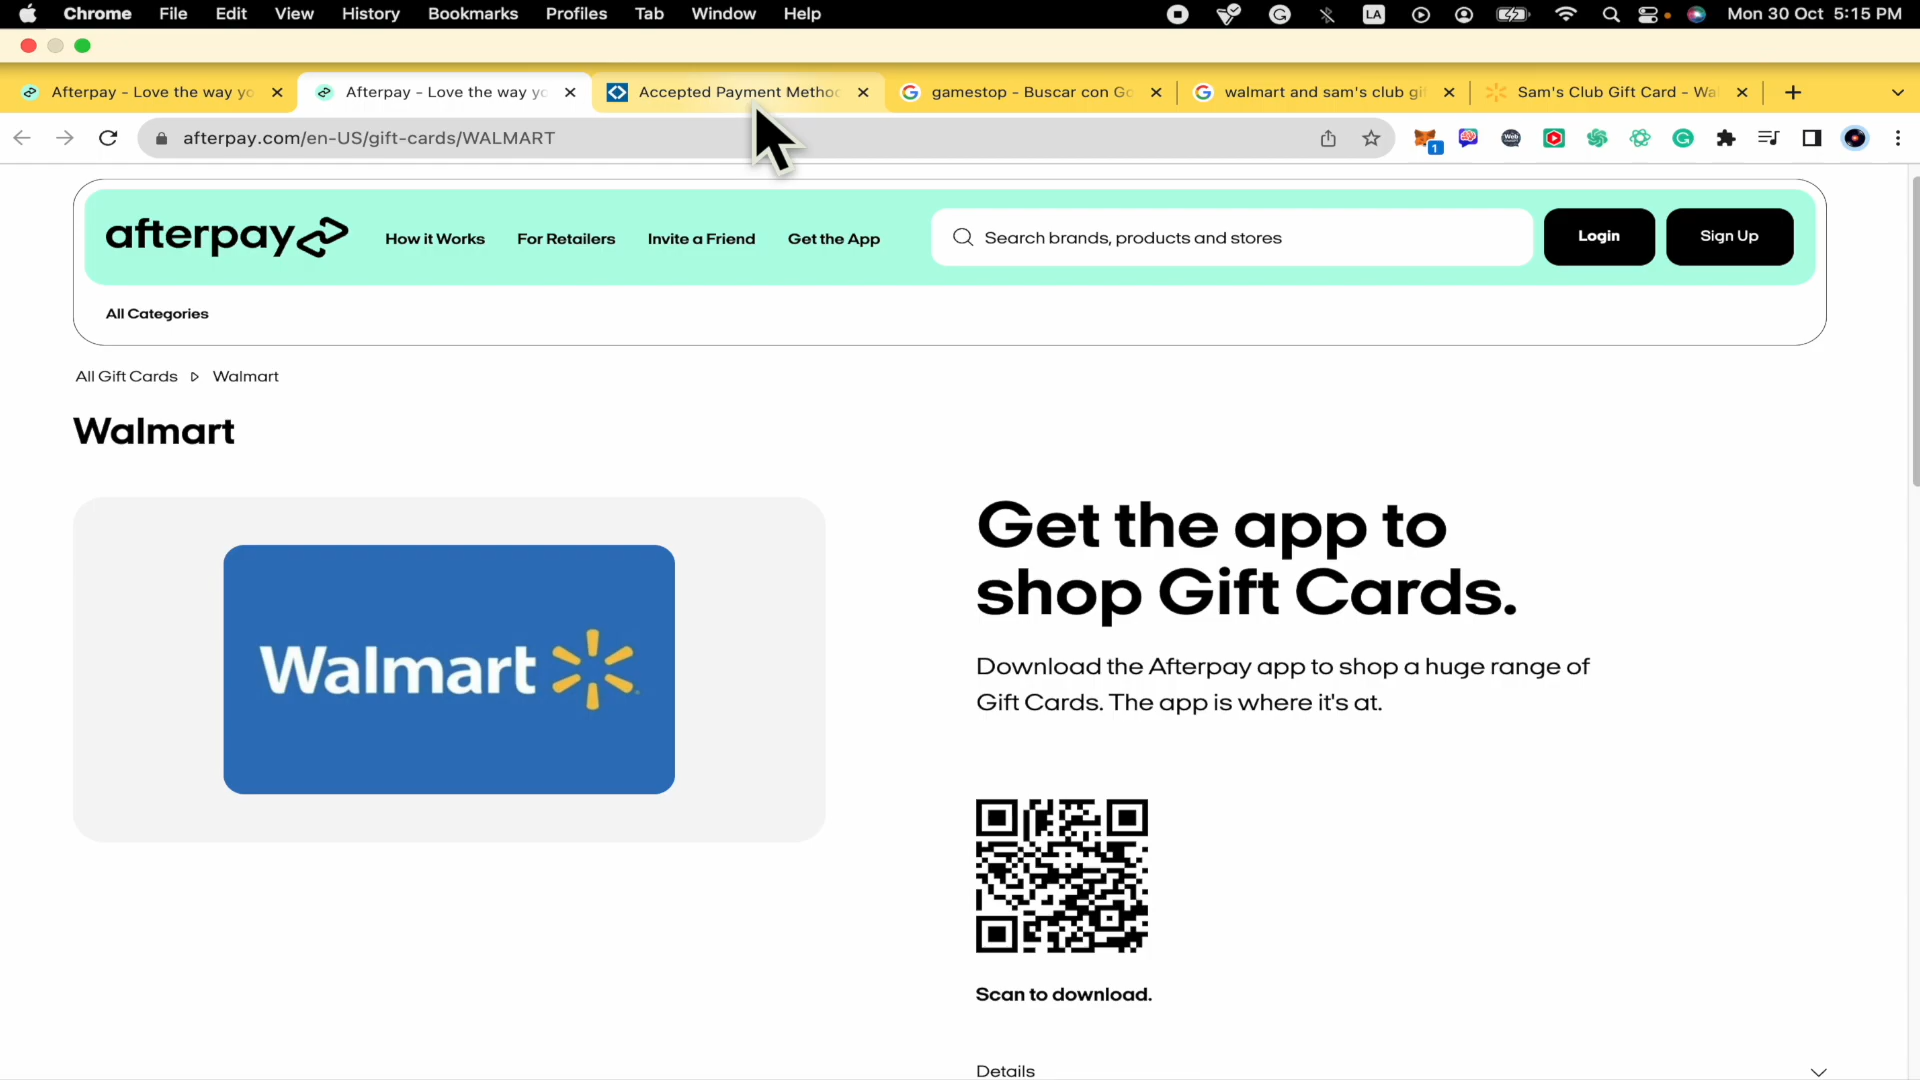 Chrome File Edit View History Bookmarks Profiles Tab Window Help LA Mon 30 Oct 5:15 PM
Afterpay - Love the way yo Afterpay - Love the way yo Accepted Payment Metho gamestop - Buscar con Go walmart and sam's club gi Sam's Club Gift Card - Wa
afterpay.com/en-US/gift-cards/WALMART 1
afterpay How it Works For Retailers Invite a Friend Get the App Search brands, products and stores Login Sign Up
All Categories
All Gift Cards Walmart
Walmart
Get the app to
shop Gift Cards.
Download the Afterpay app to shop a huge range of
Gift Cards. The app is where it's at.
Walmart
Scan to download.
Details